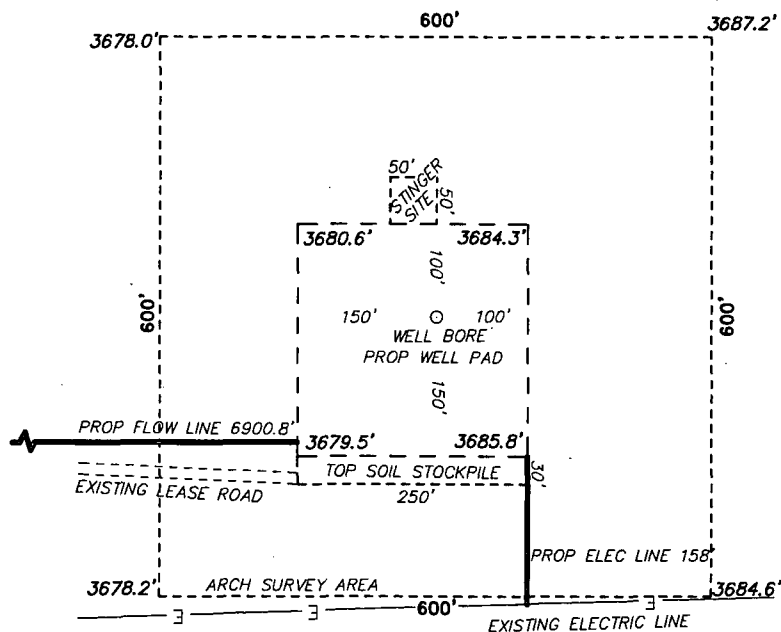 600'
3678.0'
3687.2'
50'
STINGER
SITE
50'
3680.6'
3684.3'
100'
600'
150'
100'
600'
WELL BORE
PROP WELL PAD
150'
PROP FLOW LINE 6900.8'
3679.5'
3685.8'
TOP SOIL STOCKPILE
30'
EXISTING LEASE ROAD
250'
PROP ELEC LINE 158'
3678.2'
ARCH SURVEY AREA
3684.6'
600'
E
E
E
EXISTING ELECTRIC LINE